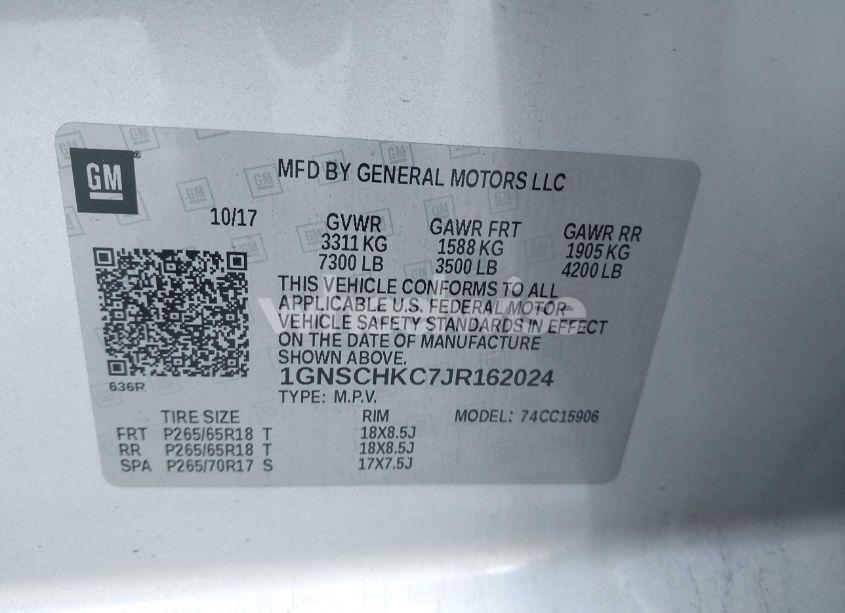 GM
MFD BY GENERAL MOTORS LLC
10/17
GVWR GAWR FRT GAWR RR
3311 KG 1588 KG 1905 KG
7300 LB 3500 LB 4200 LB
THIS VEHICLE CONFORMS TO ALL
APPLICABLE U.S. FEDERAL MOTOR
VEHICLE SAFETY STANDARDS IN EFFECT
ON THE DATE OF MANUFACTURE
SHOWN ABOVE.
636R
1GNSCHKC7JR162024
TYPE: M.P.V.
TIRE SIZE RIM MODEL: 74CC15906
FRT P265/65R18 T 18X8.5J
RR P265/65R18 T 18X8.5J
SPA P265/70R17 S 17X7.5J